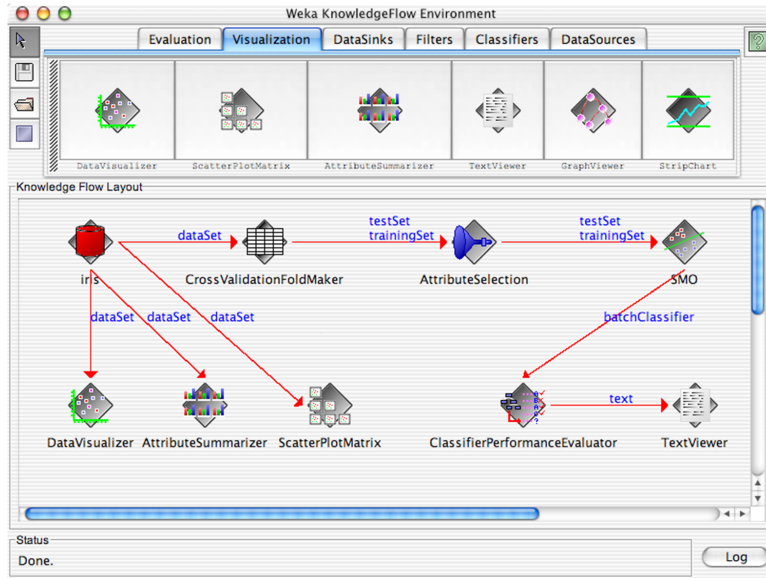 Weka KnowledgeFlow Environment
Evaluation Visualization DataSinks Filters Classifiers DataSources
?
DataVisualizer ScatterPlotMatrix AttributeSummarizer TextViewer GraphViewer StripChart
Knowledge Flow Layout
testSet testSet
dataSet trainingSet trainingSet
iris CrossValidationFoldMaker AttributeSelection SMO
dataSet dataSet dataSet batchClassifier
text
DataVisualizer AttributeSummarizer ScatterPlotMatrix ClassifierPerformanceEvaluator TextViewer
Status
Done.
Log